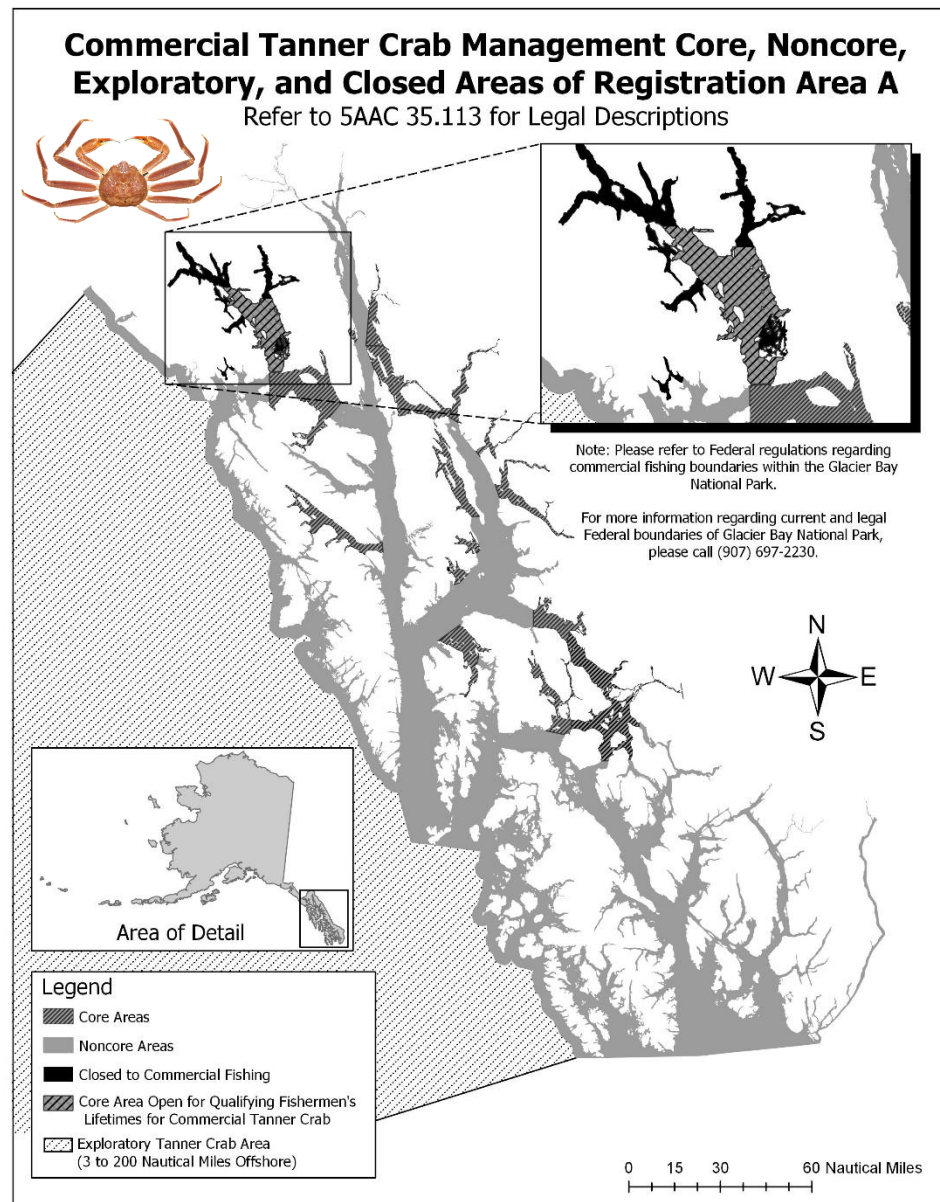 Commercial Tanner Crab Management Core, Noncore,
Exploratory, and Closed Areas of Registration Area A
Refer to 5AAC 35.113 for Legal Descriptions
Note: Please refer to Federal regulations regarding
commercial fishing boundaries within the Glacier Bay
National Park.
For more information regarding current and legal
Federal boundaries of Glacier Bay National Park,
please call (907) 697-2230.
N
W
E
S
Area of Detail
Legend
Core Areas
Noncore Areas
Closed to Commercial Fishing
Core Area Open for Qualifying Fishermen's
Lifetimes for Commercial Tanner Crab
Exploratory Tanner Crab Area
(3 to 200 Nautical Miles Offshore)
0 15 30 60 Nautical Miles